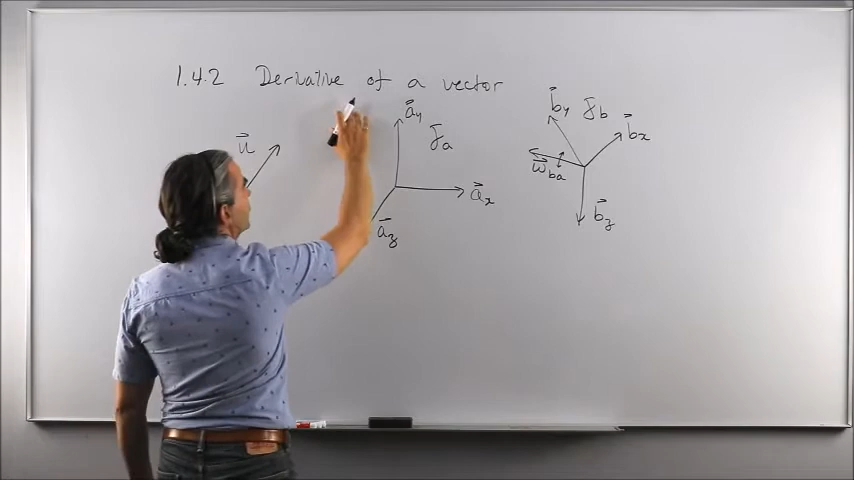 1.4.2 Derivative of a vector
u⃗
a⃗y
ℱa
a⃗x
a⃗z
b⃗y
ℱb
b⃗x
ω⃗ba
b⃗z